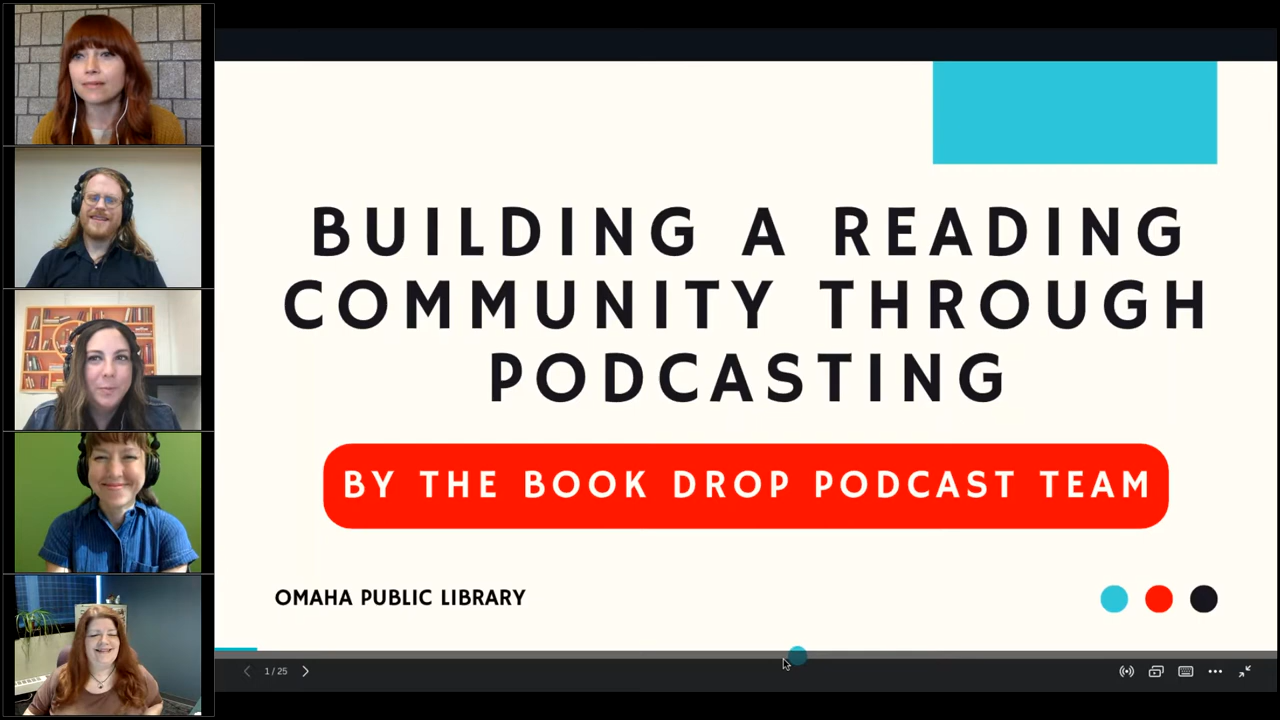 BUILDING A READING
COMMUNITY THROUGH
PODCASTING
BY THE BOOK DROP PODCAST TEAM
OMAHA PUBLIC LIBRARY
1 / 25